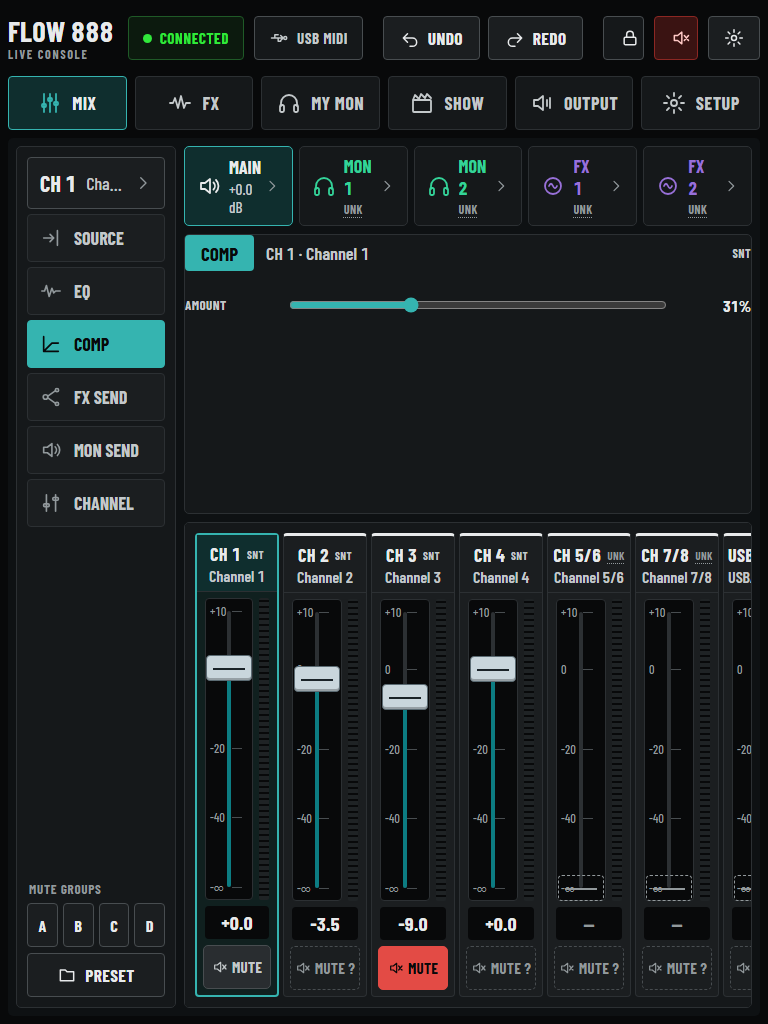 FLOW 888
LIVE CONSOLE
CONNECTED
USB MIDI
UNDO
REDO
MIX
FX
MY MON
SHOW
OUTPUT
SETUP
CH 1 Cha...
SOURCE
EQ
COMP
FX SEND
MON SEND
CHANNEL
MUTE GROUPS
A B C D
PRESET
MAIN
+0.0
dB
MON
1
UNK
MON
2
UNK
FX
1
UNK
FX
2
UNK
COMP CH 1 · Channel 1 SNT
AMOUNT 31%
CH 1 SNT
Channel 1
+10
-20
-40
-∞
+0.0
MUTE
CH 2 SNT
Channel 2
+10
-20
-40
-∞
-3.5
MUTE ?
CH 3 SNT
Channel 3
+10
0
-20
-40
-∞
-9.0
MUTE
CH 4 SNT
Channel 4
+10
-20
-40
-∞
+0.0
MUTE ?
CH 5/6 UNK
Channel 5/6
+10
0
-20
-40
-∞
–
MUTE ?
CH 7/8 UNK
Channel 7/8
+10
0
-20
-40
-∞
–
MUTE ?
USB
USB
+10
0
-20
-40
-∞